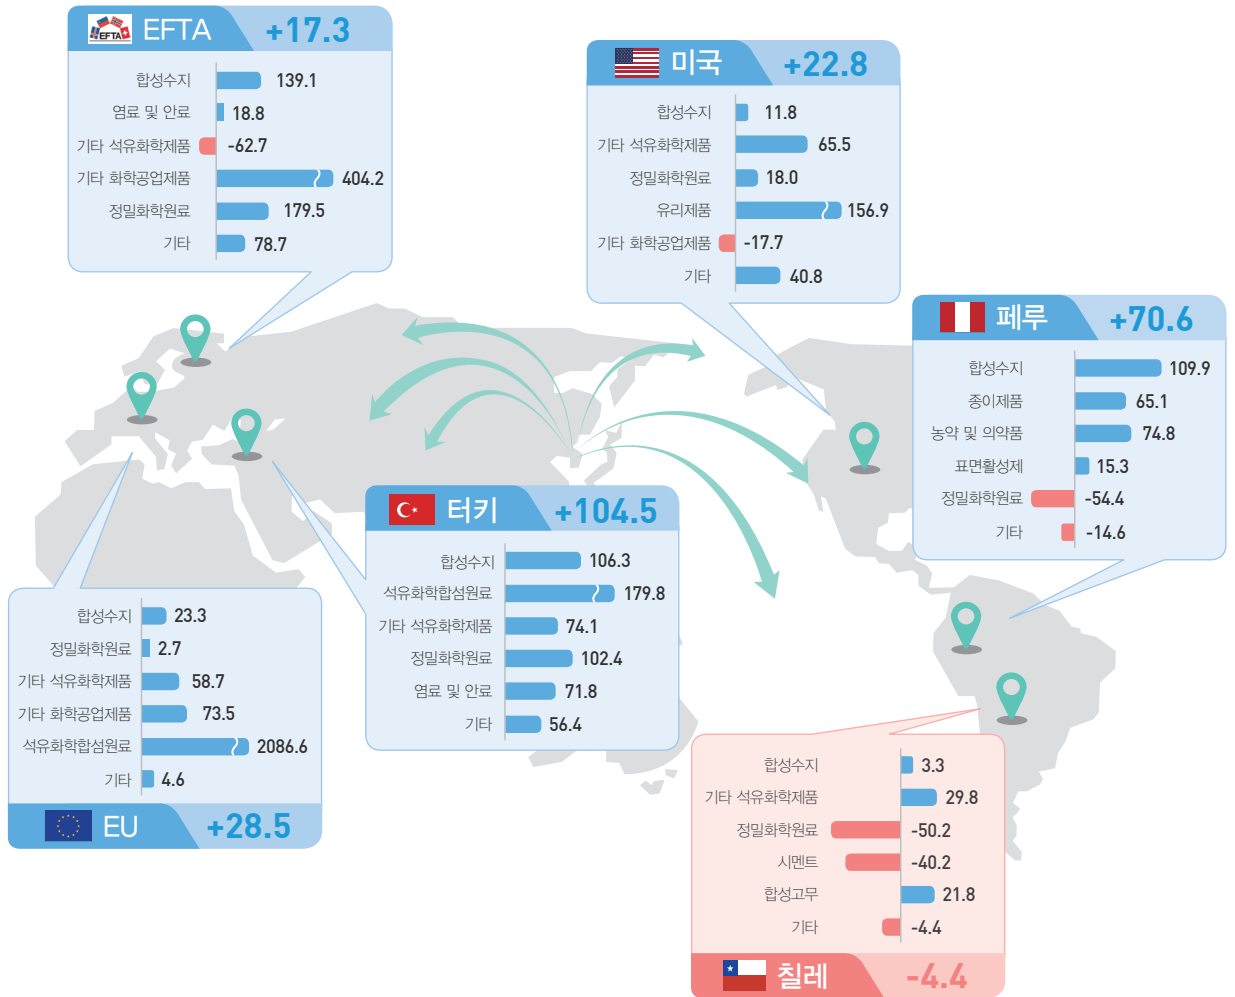 EFTA +17.3
합성수지 139.1
염료 및 안료 18.8
기타 석유화학제품 -62.7
기타 화학공업제품 404.2
정밀화학원료 179.5
기타 78.7
미국 +22.8
합성수지 11.8
기타 석유화학제품 65.5
정밀화학원료 18.0
유리제품 156.9
기타 화학공업제품 -17.7
기타 40.8
페루 +70.6
합성수지 109.9
종이제품 65.1
농약 및 의약품 74.8
표면활성제 15.3
정밀화학원료 -54.4
기타 -14.6
터키 +104.5
합성수지 106.3
석유화학합섬원료 179.8
기타 석유화학제품 74.1
정밀화학원료 102.4
염료 및 안료 71.8
기타 56.4
합성수지 23.3
정밀화학원료 2.7
기타 석유화학제품 58.7
기타 화학공업제품 73.5
석유화학합섬원료 2086.6
기타 4.6
EU +28.5
합성수지 3.3
기타 석유화학제품 29.8
정밀화학원료 -50.2
시멘트 -40.2
합성고무 21.8
기타 -4.4
칠레 -4.4